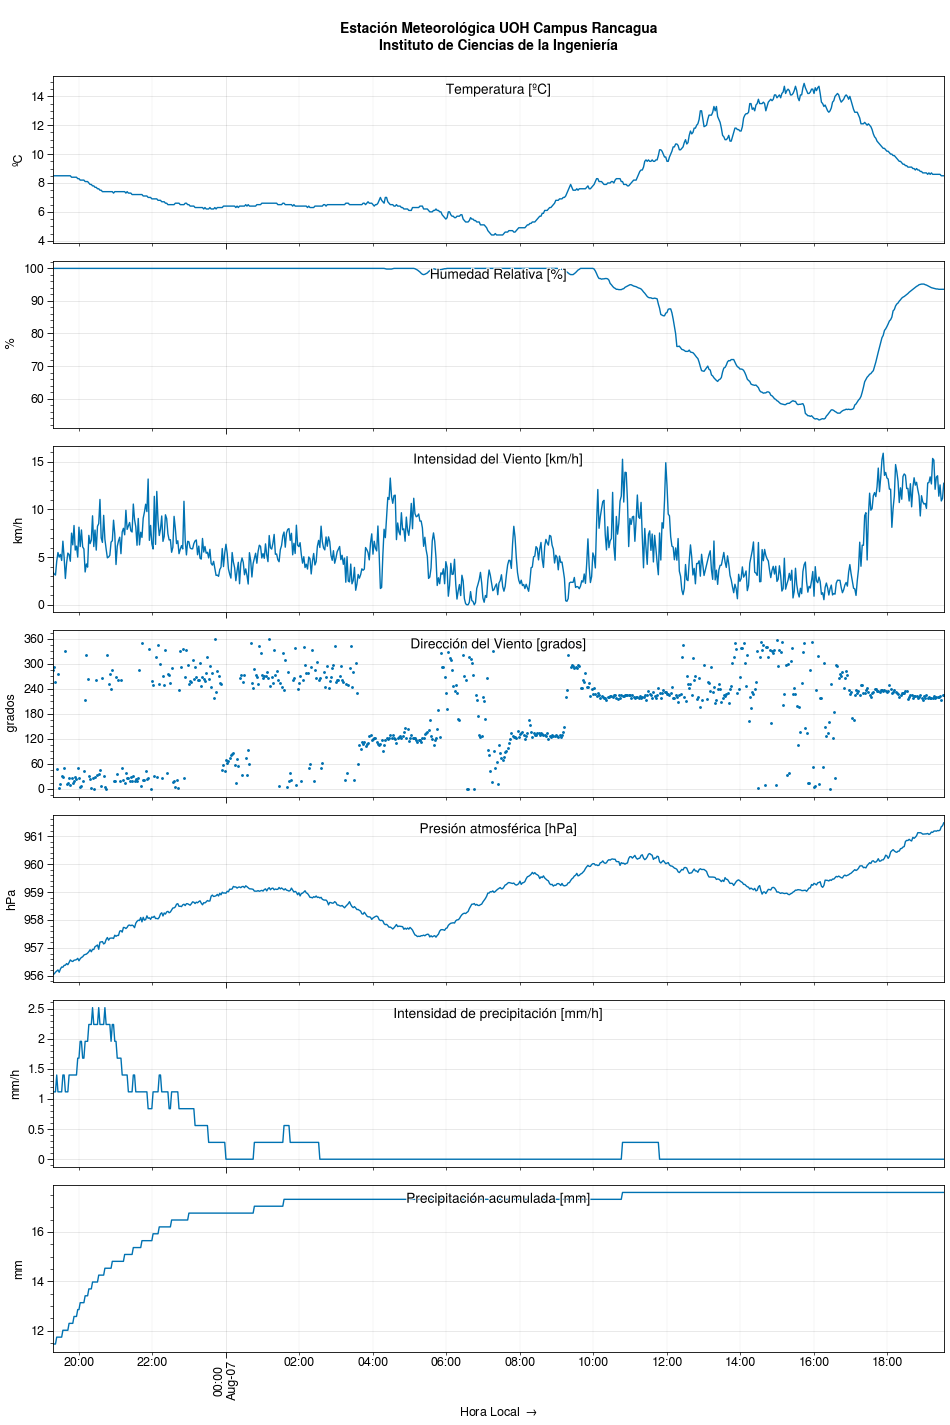 Estación Meteorológica UOH Campus Rancagua
Instituto de Ciencias de la Ingeniería
Temperatura [ºC]
14
12
10
8
6
4
ºC
Humedad Relativa [%]
100
90
80
70
60
%
Intensidad del Viento [km/h]
15
10
5
0
km/h
Dirección del Viento [grados]
360
300
240
180
120
60
0
grados
Presión atmosférica [hPa]
961
960
959
958
957
956
hPa
Intensidad de precipitación [mm/h]
2.5
2
1.5
1
0.5
0
mm/h
Precipitación acumulada [mm]
16
14
12
mm
20:00
22:00
00:00
Aug-07
02:00
04:00
06:00
08:00
10:00
12:00
14:00
16:00
18:00
Hora Local →